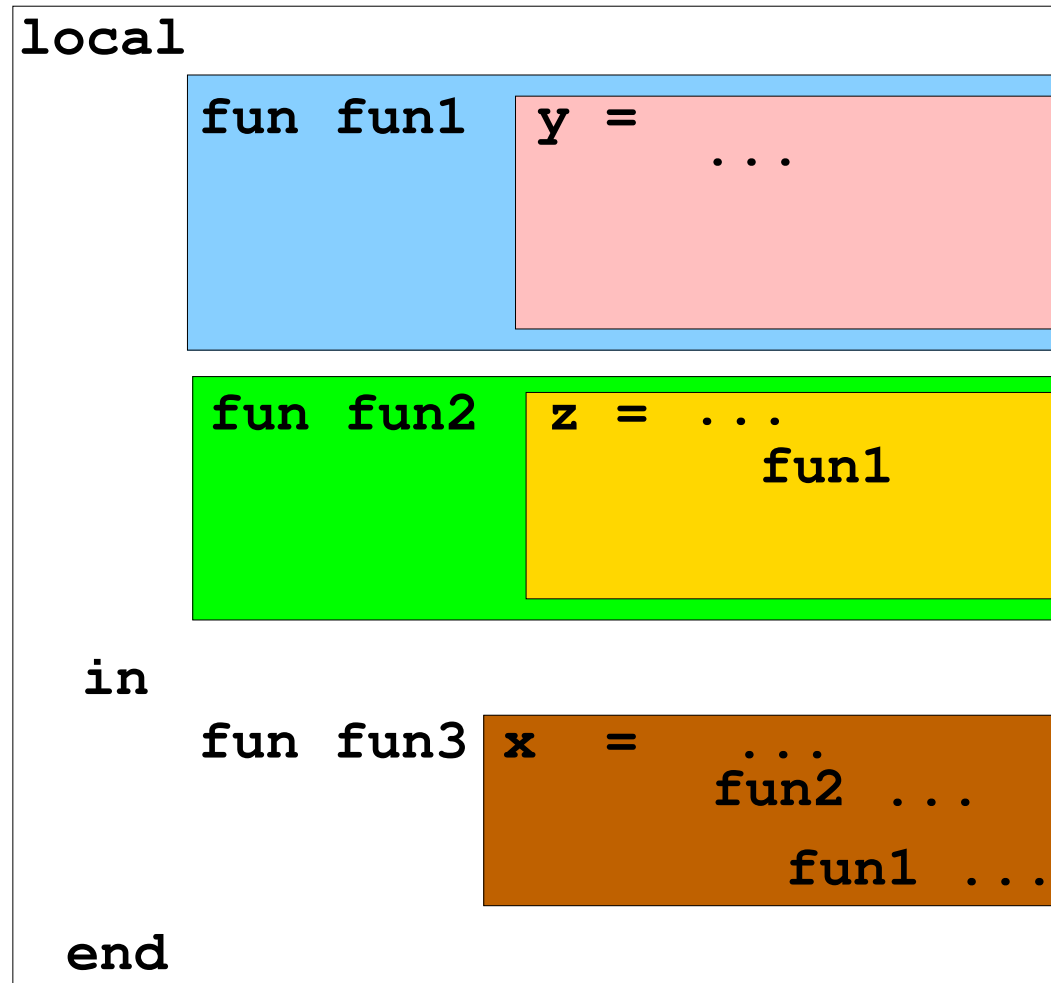 local
fun fun1 y =
...
fun fun2 z = ...
fun1
in
fun fun3 x = ...
fun2 ...
fun1 ...
end